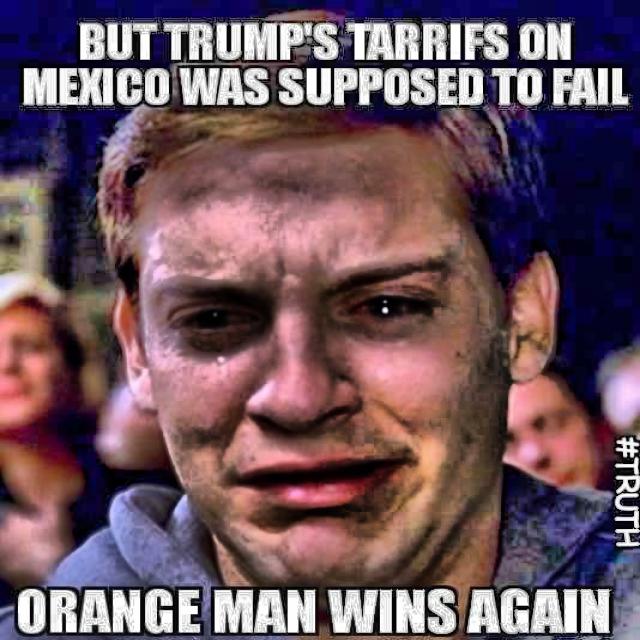 BUT TRUMP'S TARRIFS ON
MEXICO WAS SUPPOSED TO FAIL
#TRUTH
ORANGE MAN WINS AGAIN